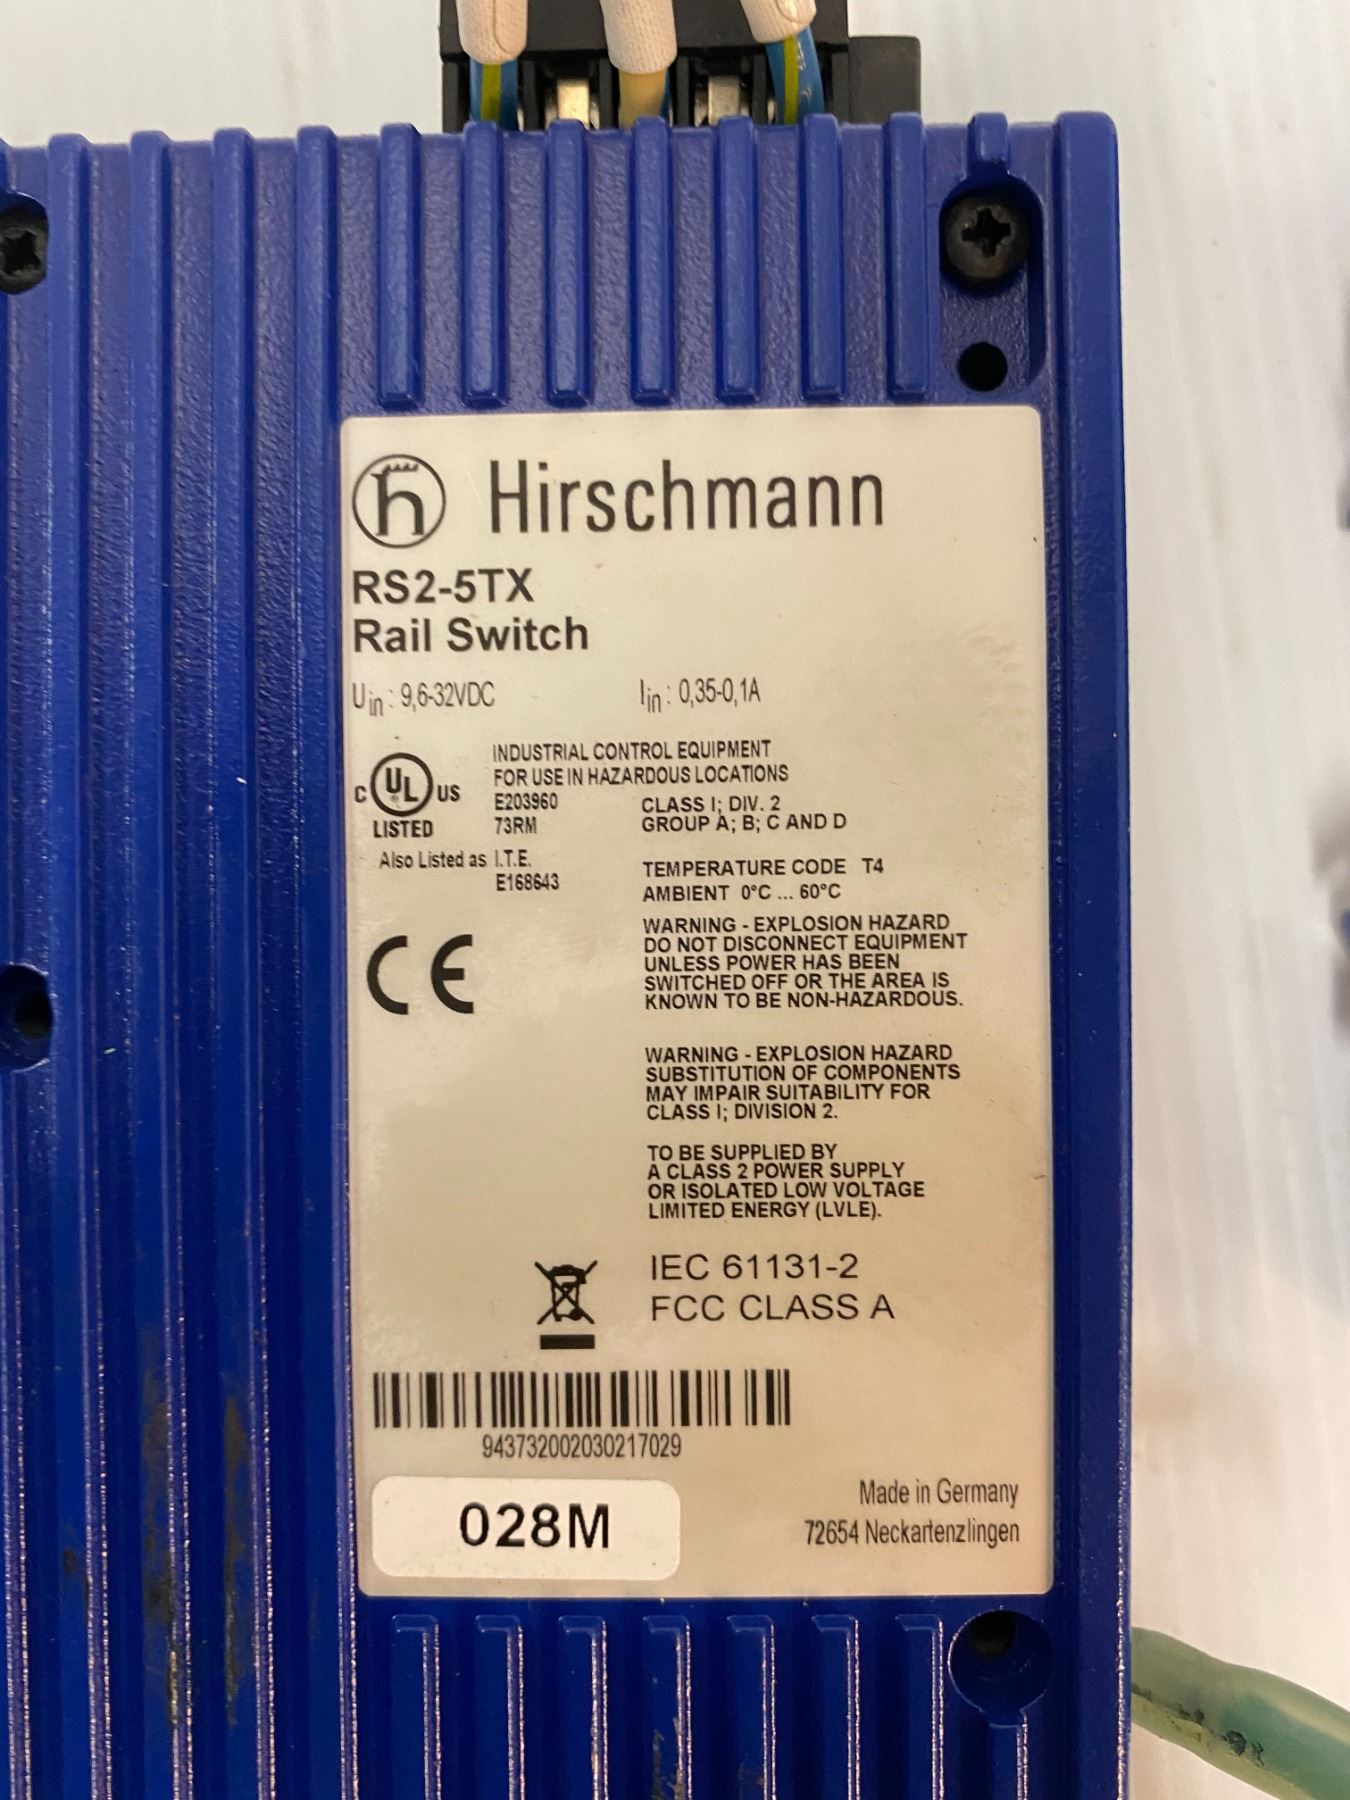 Hirschmann
RS2-5TX
Rail Switch
Uin : 9,6-32VDC Iin : 0,35-0,1A
INDUSTRIAL CONTROL EQUIPMENT
FOR USE IN HAZARDOUS LOCATIONS
C UL US
LISTED
E203960
73RM
CLASS I; DIV. 2
GROUP A; B; C AND D
Also Listed as I.T.E.
E168643
TEMPERATURE CODE T4
AMBIENT 0°C ... 60°C
CE
WARNING - EXPLOSION HAZARD
DO NOT DISCONNECT EQUIPMENT
UNLESS POWER HAS BEEN
SWITCHED OFF OR THE AREA IS
KNOWN TO BE NON-HAZARDOUS.
WARNING - EXPLOSION HAZARD
SUBSTITUTION OF COMPONENTS
MAY IMPAIR SUITABILITY FOR
CLASS I; DIVISION 2.
TO BE SUPPLIED BY
A CLASS 2 POWER SUPPLY
OR ISOLATED LOW VOLTAGE
LIMITED ENERGY (LVLE).
IEC 61131-2
FCC CLASS A
943732002030217029
028M
Made in Germany
72654 Neckartenzlingen